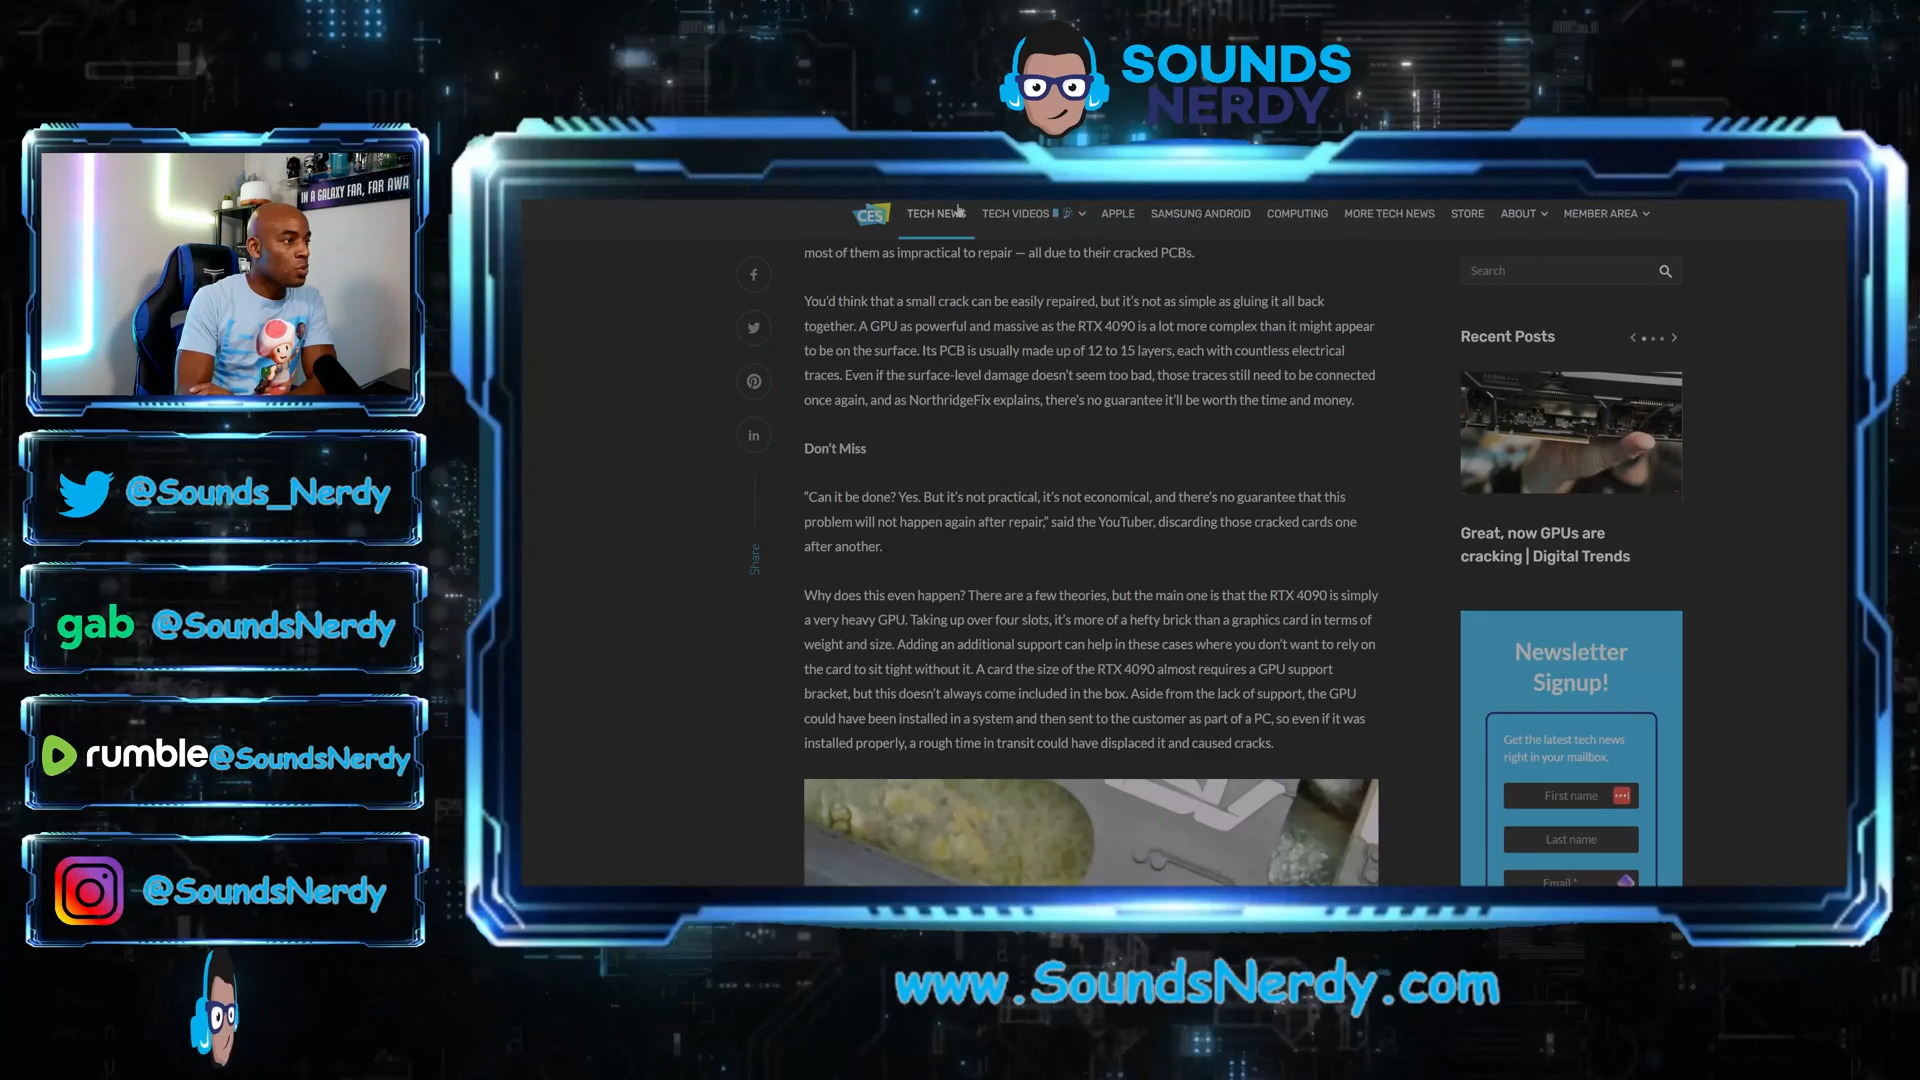 SOUNDS
NERDY
IN A GALAXY FAR, FAR AWA
@Sounds_Nerdy
gab @SoundsNerdy
rumble @SoundsNerdy
@SoundsNerdy
CES
TECH NEWS
TECH VIDEOS
APPLE
SAMSUNG ANDROID
COMPUTING
MORE TECH NEWS
STORE
ABOUT
MEMBER AREA
Share
most of them as impractical to repair — all due to their cracked PCBs.
You’d think that a small crack can be easily repaired, but it’s not as simple as gluing it all back
together. A GPU as powerful and massive as the RTX 4090 is a lot more complex than it might appear
to be on the surface. Its PCB is usually made up of 12 to 15 layers, each with countless electrical
traces. Even if the surface-level damage doesn’t seem too bad, those traces still need to be connected
once again, and as NorthridgeFix explains, there’s no guarantee it’ll be worth the time and money.
Don’t Miss
“Can it be done? Yes. But it’s not practical, it’s not economical, and there’s no guarantee that this
problem will not happen again after repair,” said the YouTuber, discarding those cracked cards one
after another.
Why does this even happen? There are a few theories, but the main one is that the RTX 4090 is simply
a very heavy GPU. Taking up over four slots, it’s more of a hefty brick than a graphics card in terms of
weight and size. Adding an additional support can help in these cases where you don’t want to rely on
the card to sit tight without it. A card the size of the RTX 4090 almost requires a GPU support
bracket, but this doesn’t always come included in the box. Aside from the lack of support, the GPU
could have been installed in a system and then sent to the customer as part of a PC, so even if it was
installed properly, a rough time in transit could have displaced it and caused cracks.
Search
Recent Posts
Great, now GPUs are
cracking | Digital Trends
Newsletter
Signup!
Get the latest tech news
right in your mailbox.
First name
Last name
Email *
www.SoundsNerdy.com